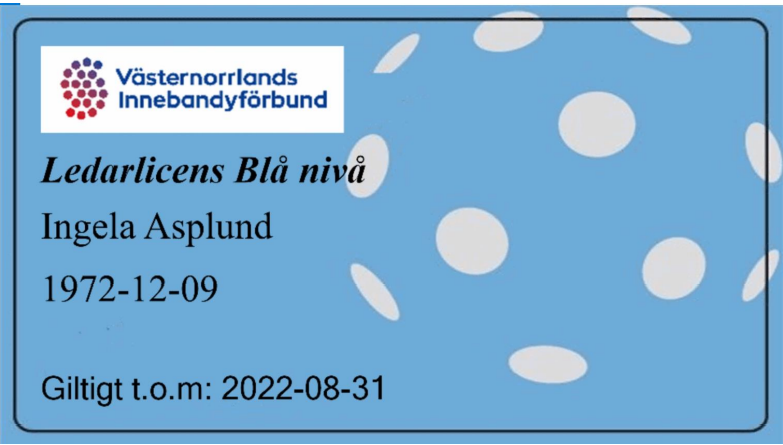 Västernorrlands
Innebandyförbund
Ledarlicens Blå nivå
Ingela Asplund
1972-12-09
Giltigt t.o.m: 2022-08-31